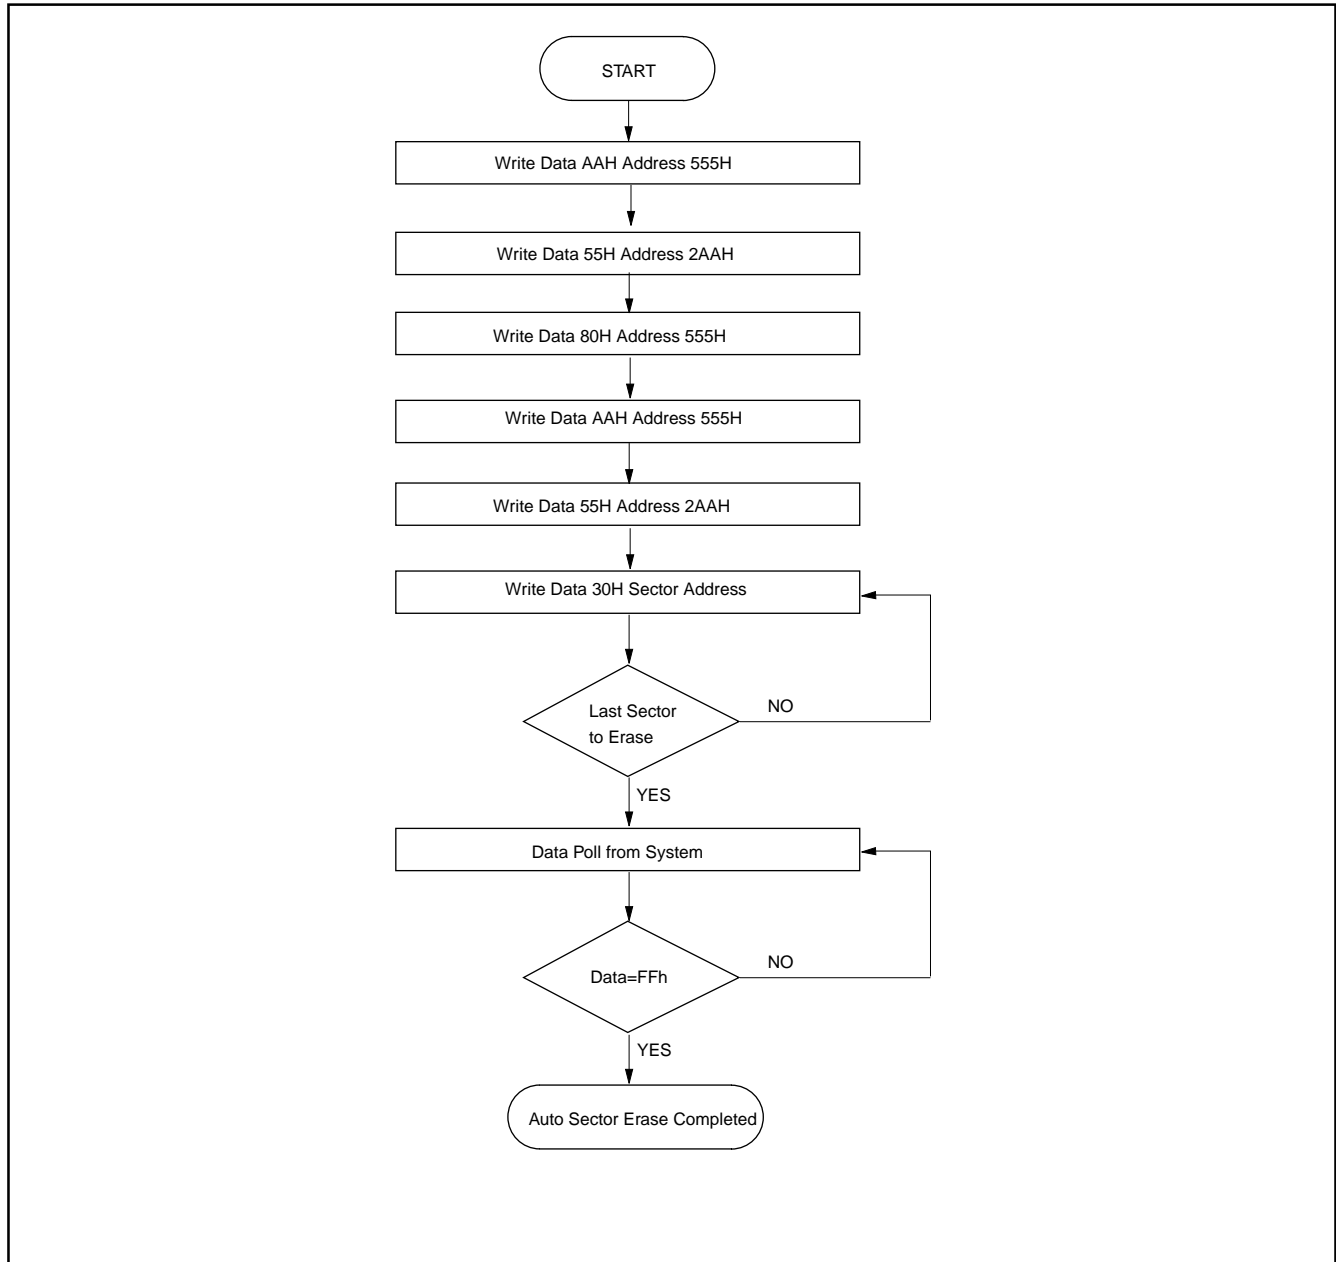 START
Write Data AAH Address 555H
Write Data 55H Address 2AAH
Write Data 80H Address 555H
Write Data AAH Address 555H
Write Data 55H Address 2AAH
Write Data 30H Sector Address
Last Sector
to Erase
NO
YES
Data Poll from System
Data=FFh
NO
YES
Auto Sector Erase Completed